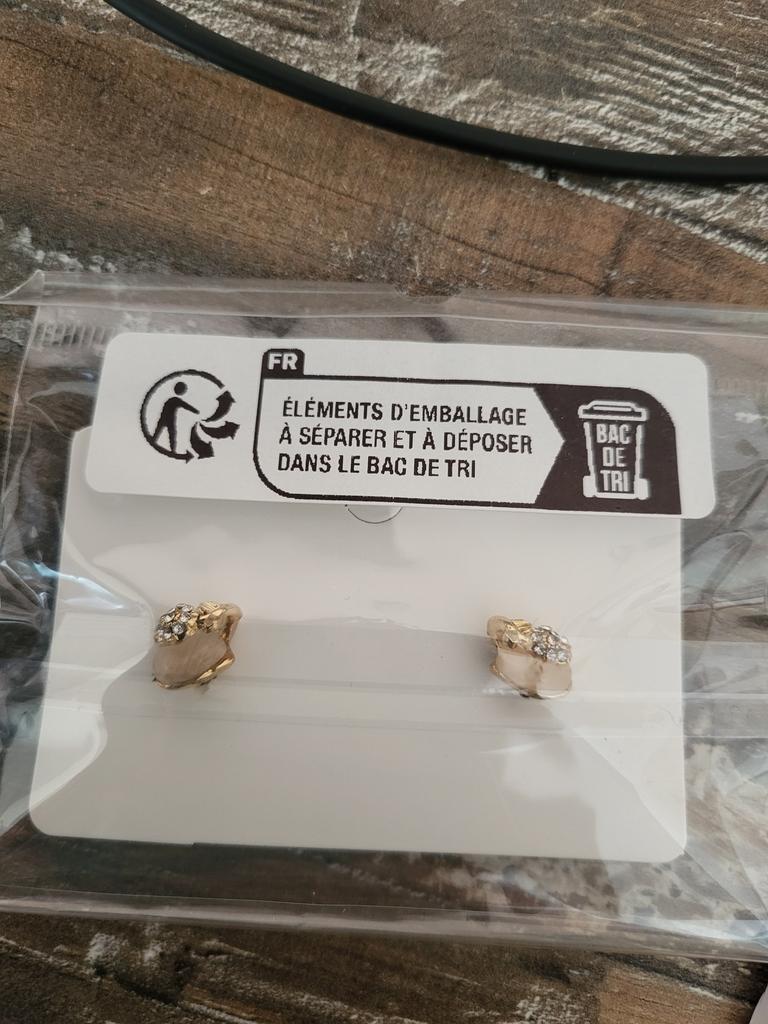 FR
ÉLÉMENTS D'EMBALLAGE
À SÉPARER ET À DÉPOSER
DANS LE BAC DE TRI
BAC
DE
TRI